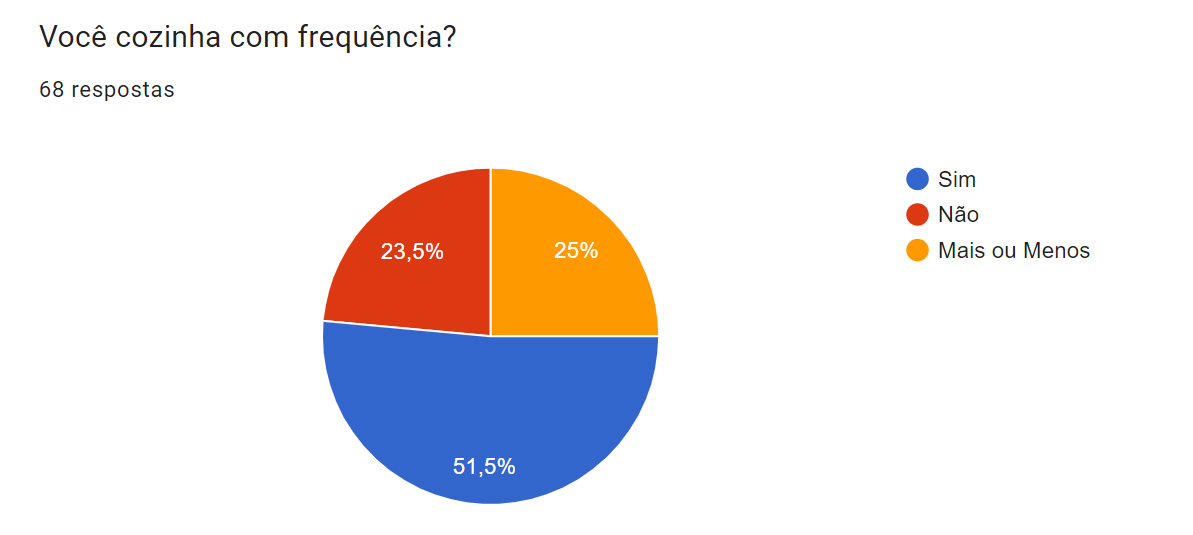 Você cozinha com frequência?
68 respostas
Sim
Não
Mais ou Menos
23,5%
25%
51,5%